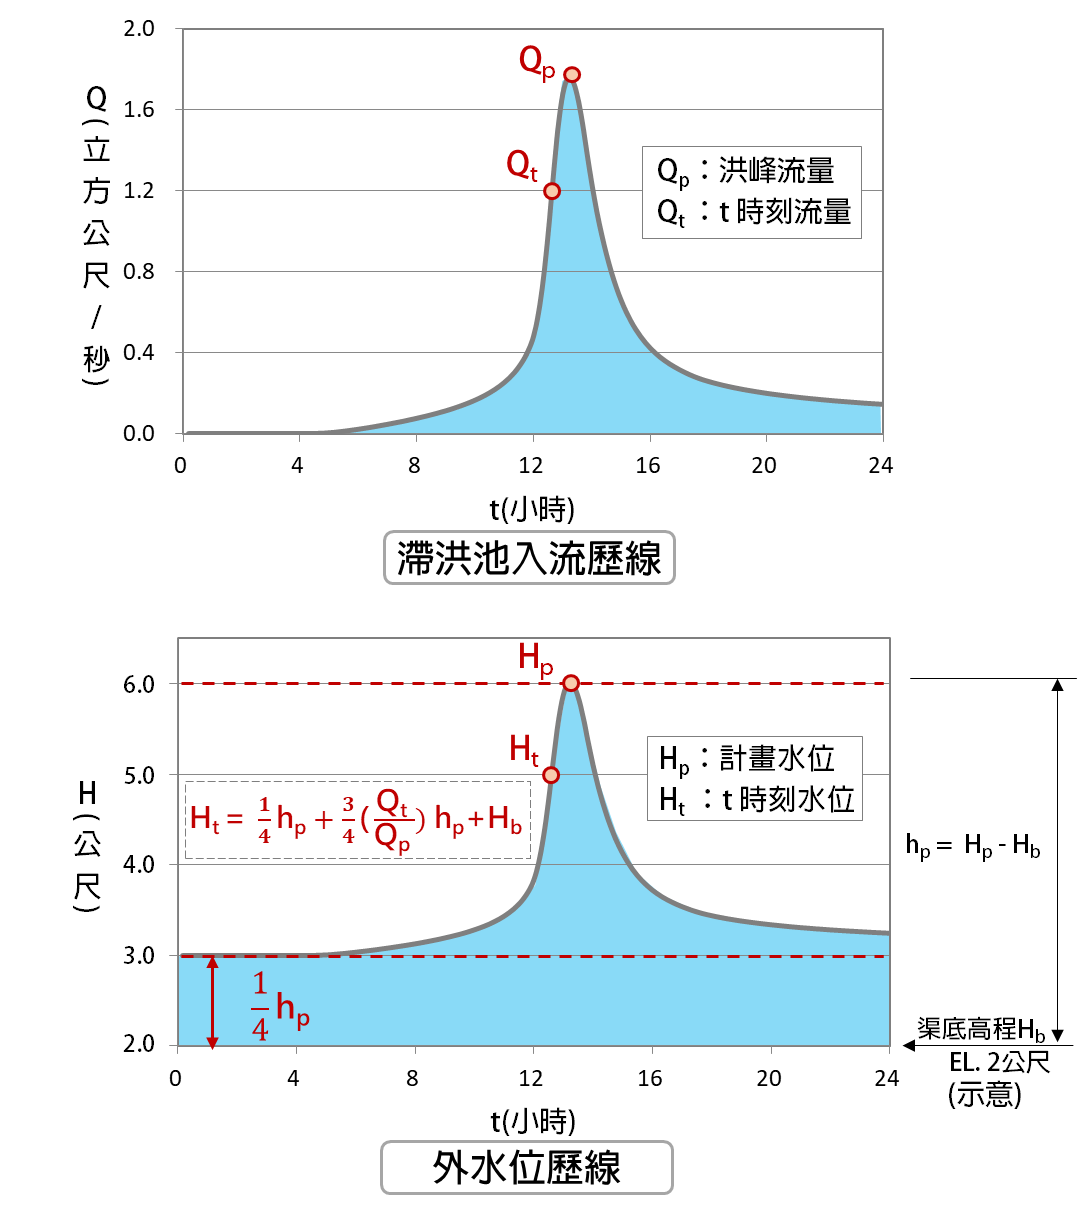 2.0
1.6
1.2
0.8
0.4
0.0
Q(立方公尺/秒)
Qp
Qt
Qp：洪峰流量
Qt：t 時刻流量
0 4 8 12 16 20 24
t(小時)
滯洪池入流歷線
6.0
5.0
4.0
3.0
2.0
H(公尺)
Hp
Ht
Hp：計畫水位
Ht：t 時刻水位
Ht = 1/4 hp + 3/4 (Qt/Qp) hp+Hb
hp = Hp - Hb
1/4 hp
渠底高程Hb
EL. 2公尺
(示意)
0 4 8 12 16 20 24
t(小時)
外水位歷線